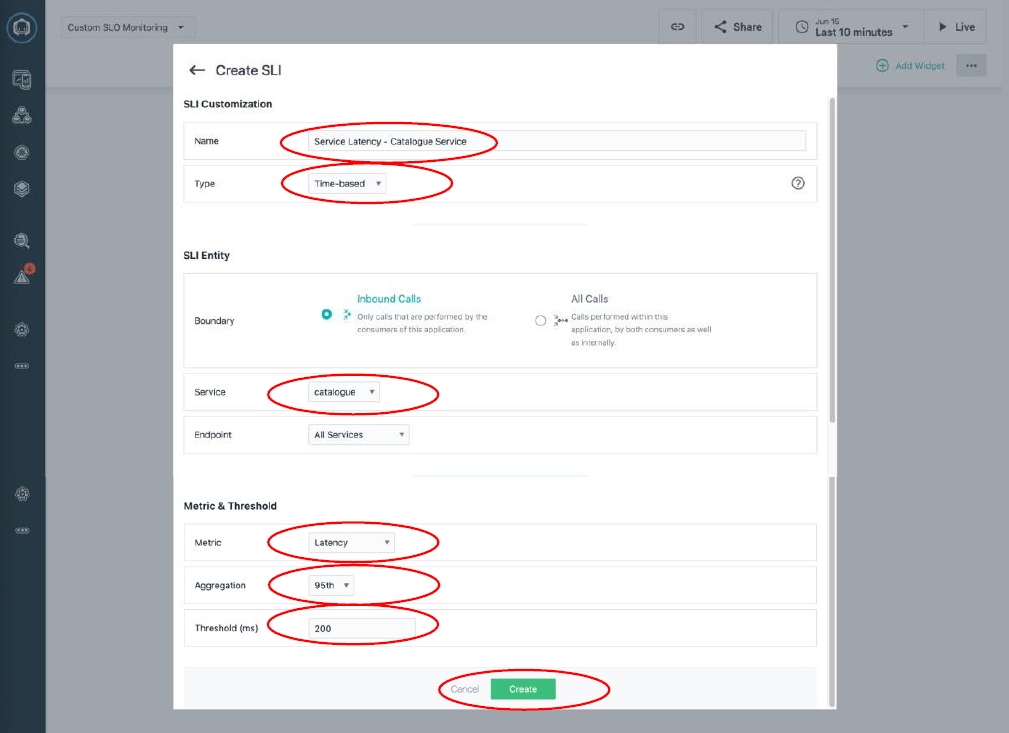 Custom SLO Monitoring
Share
Jun 15
Last 10 minutes
Live
Add Widget
4
Create SLI
SLI Customization
Name
Service Latency - Catalogue Service
Type
Time-based
?
SLI Entity
Boundary
Inbound Calls
Only calls that are performed by the
consumers of this application.
All Calls
Calls performed within this
application, by both consumers as well
as internally.
Service
catalogue
Endpoint
All Services
Metric & Threshold
Metric
Latency
Aggregation
95th
Threshold (ms)
200
Cancel
Create